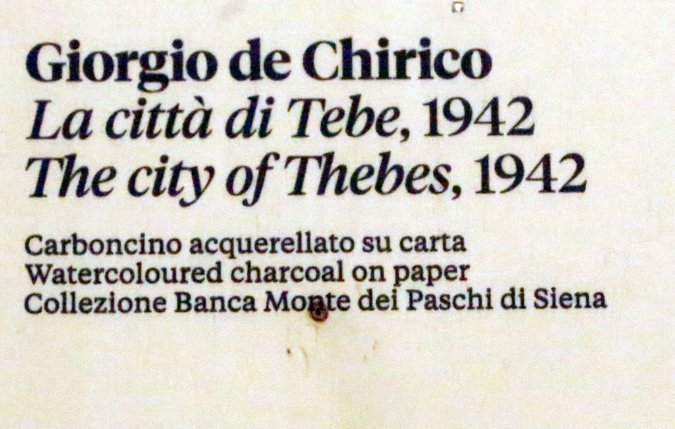 Giorgio de Chirico
La città di Tebe, 1942
The city of Thebes, 1942
Carboncino acquerellato su carta
Watercoloured charcoal on paper
Collezione Banca Monte dei Paschi di Siena